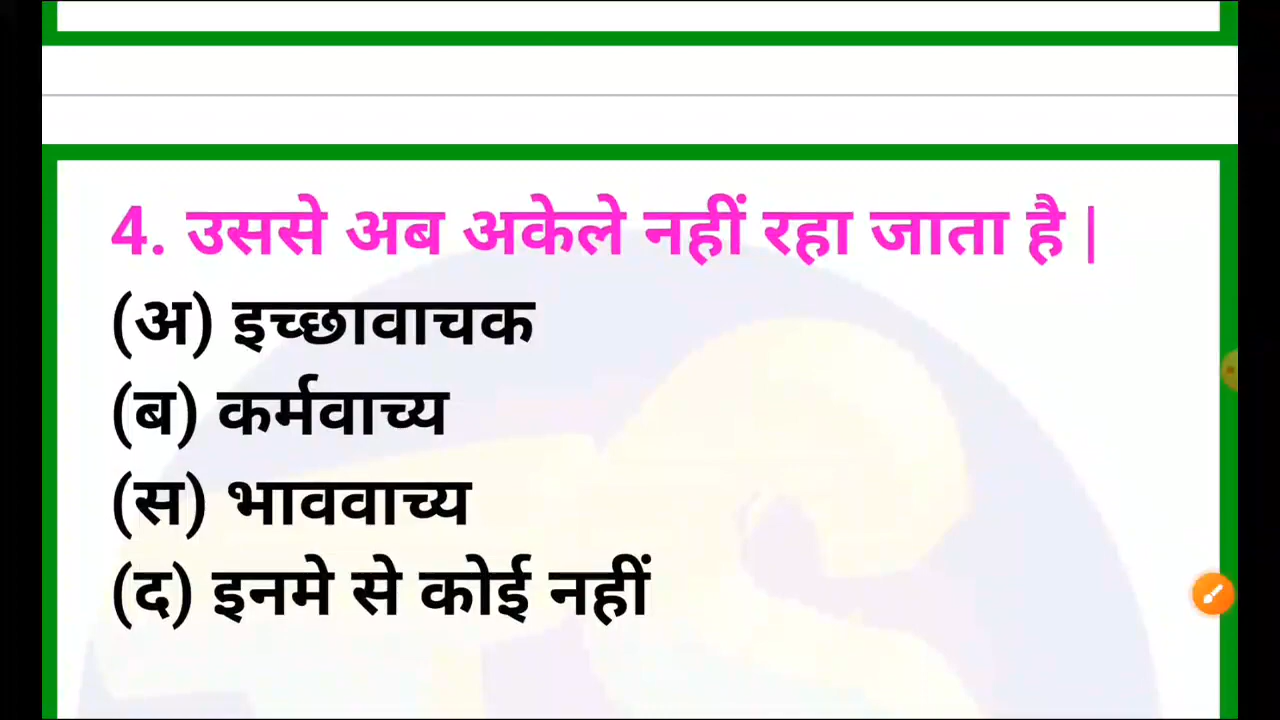 4. उससे अब अकेले नहीं रहा जाता है |
(अ) इच्छावाचक
(ब) कर्मवाच्य
(स) भाववाच्य
(द) इनमे से कोई नहीं